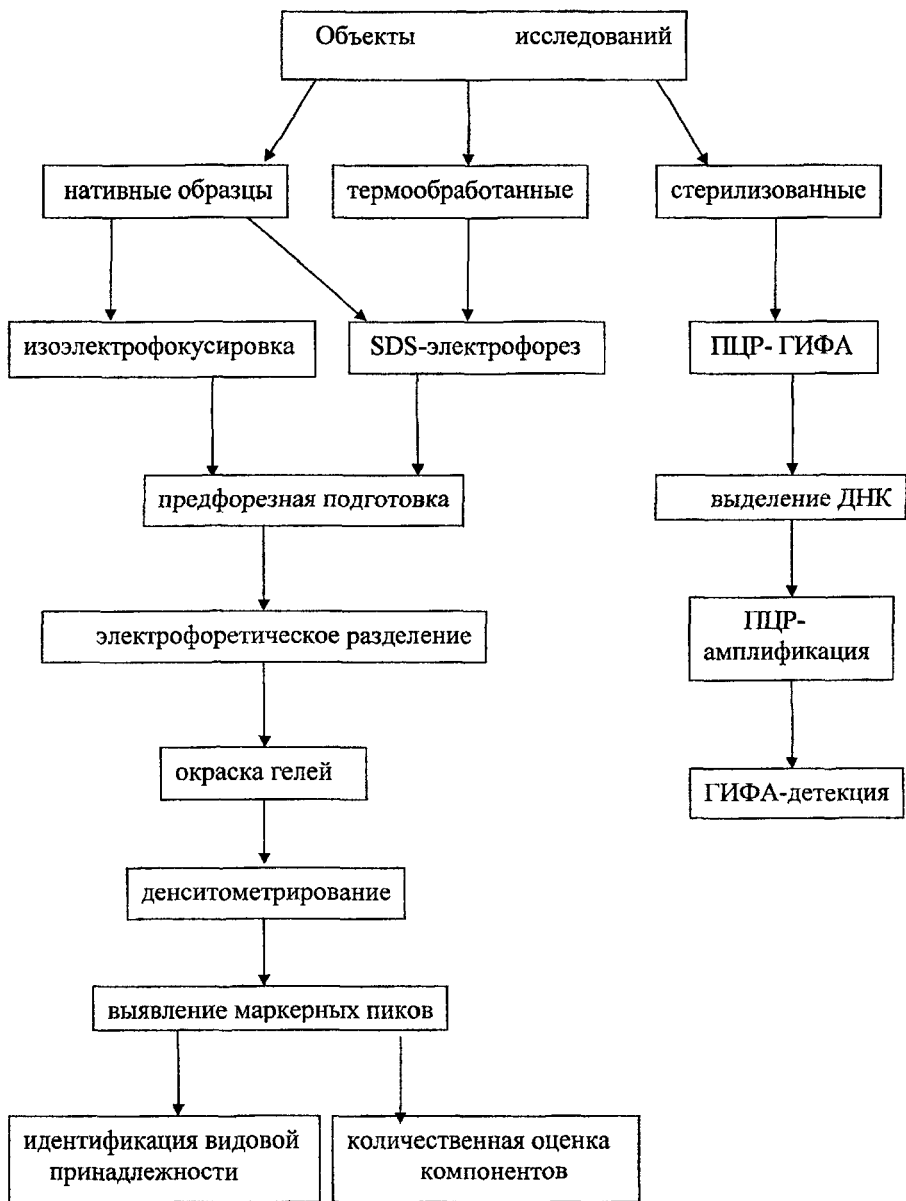 Объекты исследований
нативные образцы
термообработанные
стерилизованные
изоэлектрофокусировка
SDS-электрофорез
ПЦР- ГИФА
предфорезная подготовка
выделение ДНК
электрофоретическое разделение
ПЦР-
амплификация
окраска гелей
ГИФА-детекция
денситометрирование
выявление маркерных пиков
идентификация видовой
принадлежности
количественная оценка
компонентов